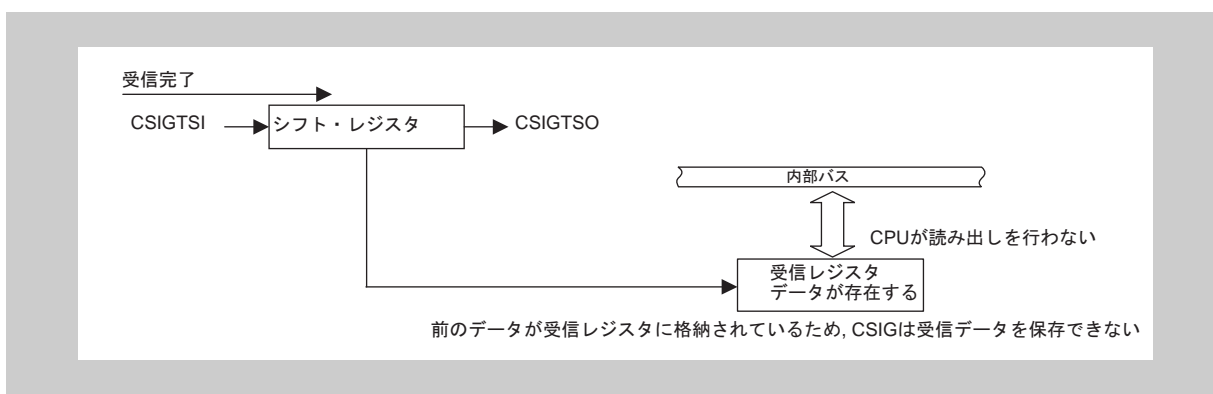 受信完了
CSIGTSI
シフト・レジスタ
CSIGTSO
内部バス
CPUが読み出しを行わない
受信レジスタ
データが存在する
前のデータが受信レジスタに格納されているため, CSIGは受信データを保存できない